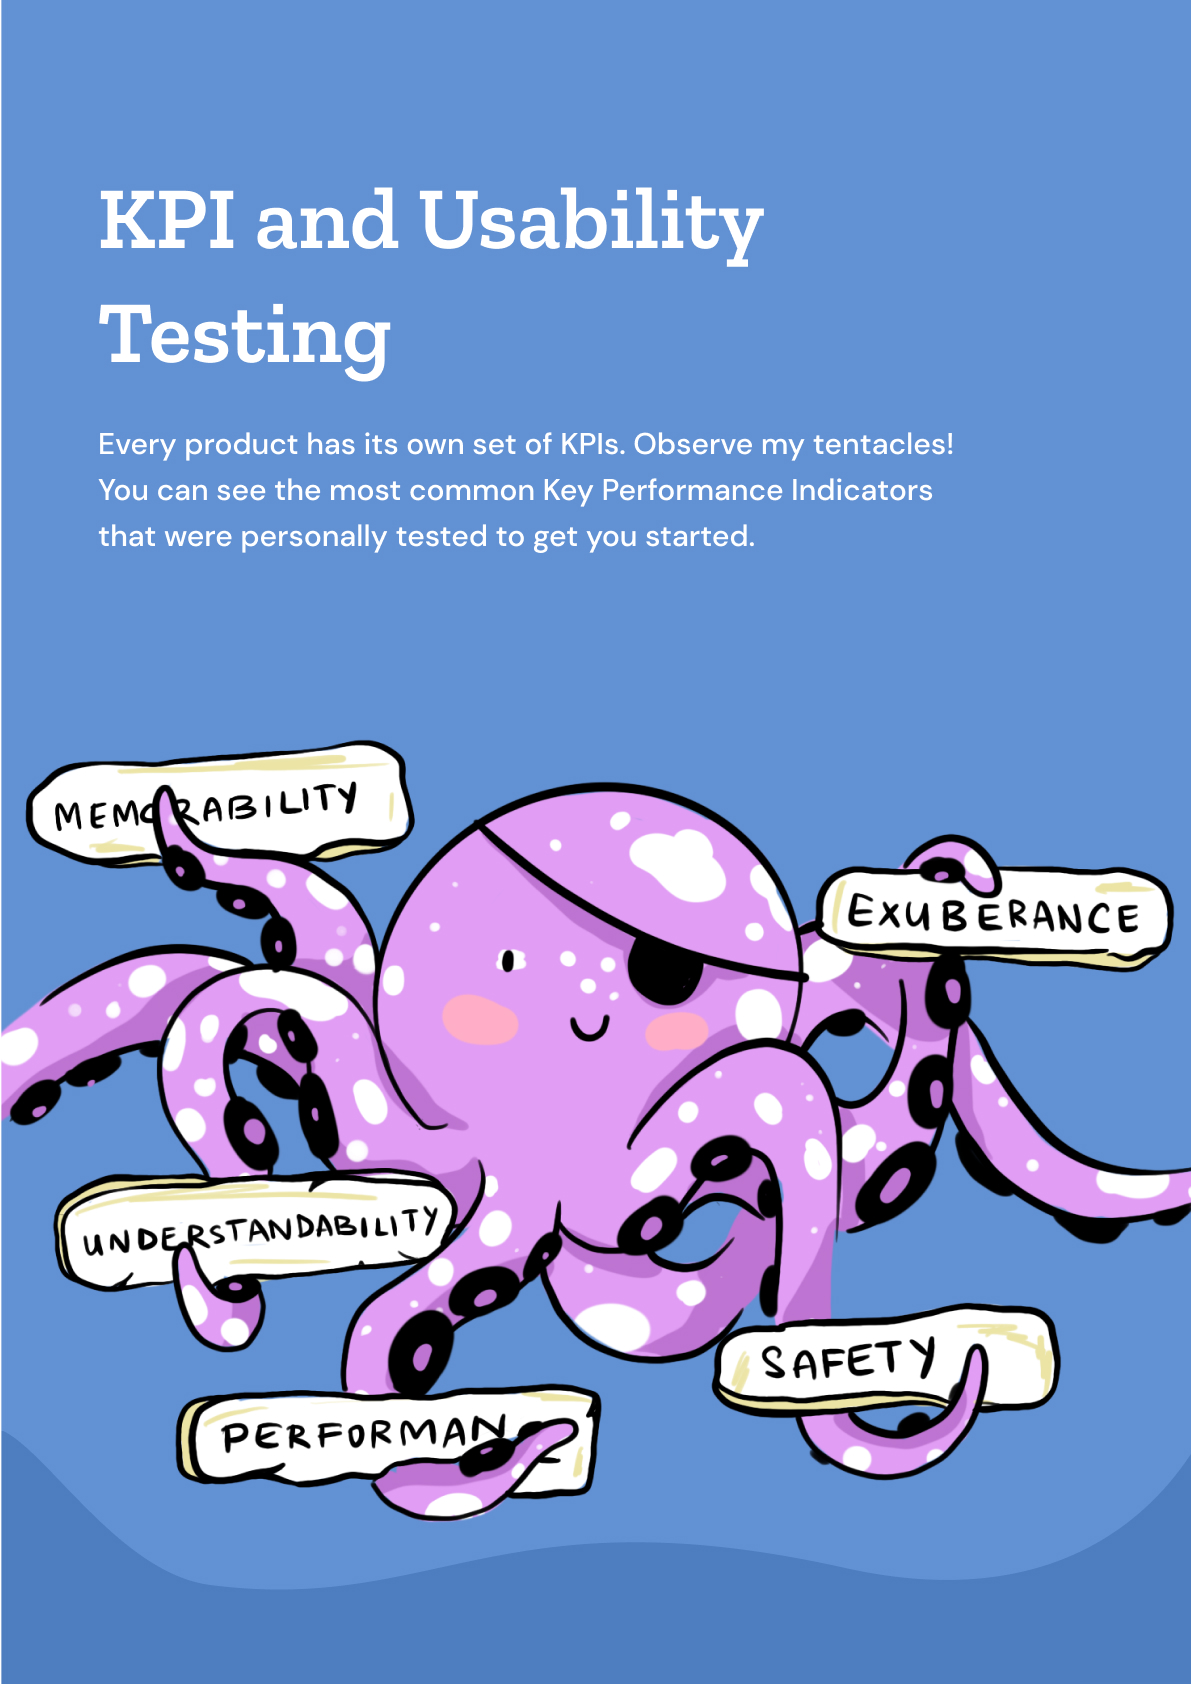 KPI and Usability
Testing
Every product has its own set of KPIs. Observe my tentacles!
You can see the most common Key Performance Indicators
that were personally tested to get you started.
MEMORABILITY
EXUBERANCE
UNDERSTANDABILITY
SAFETY
PERFORMAN